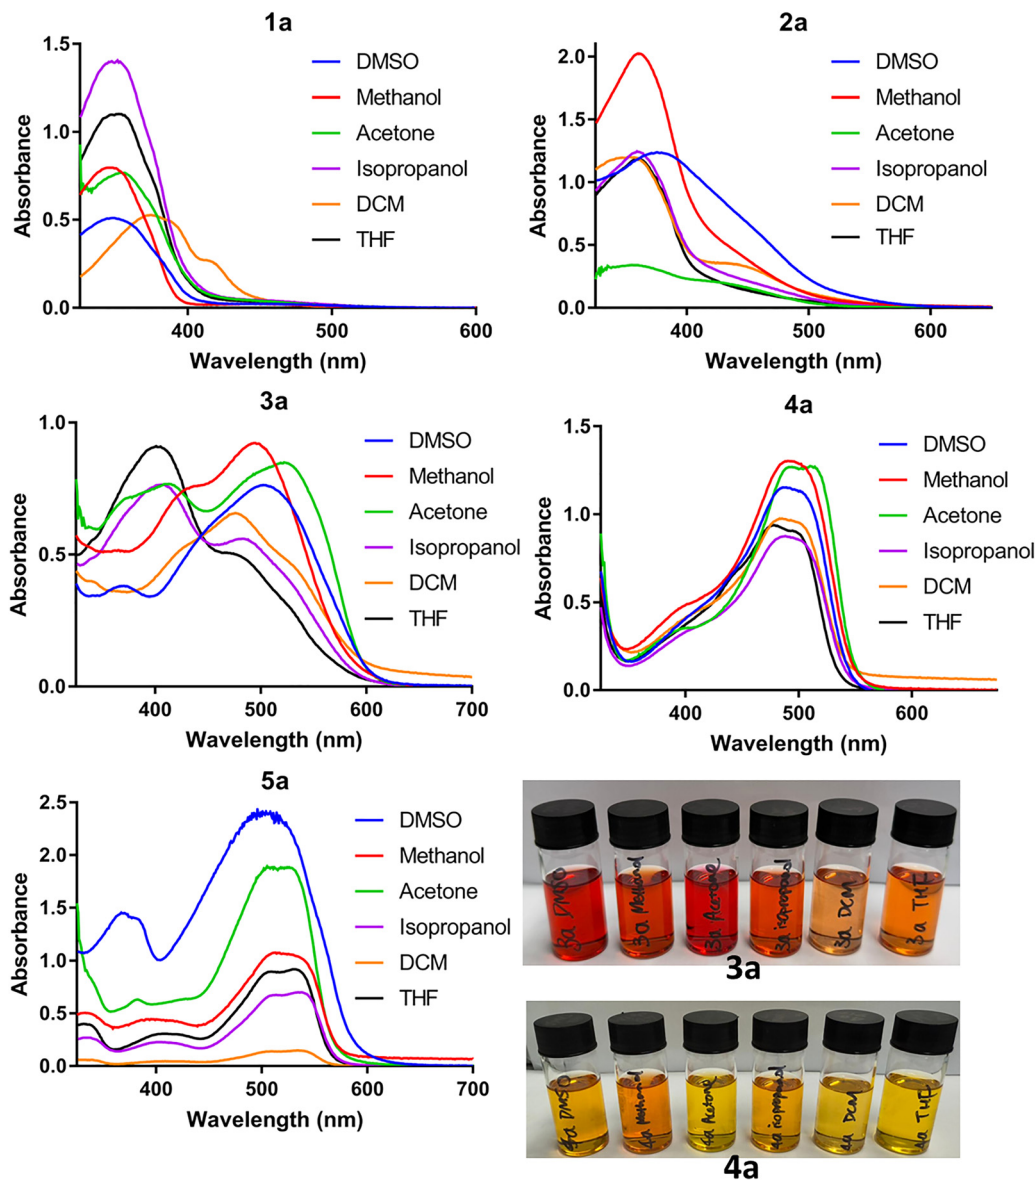 1a
Absorbance
1.5
1.0
0.5
0.0
400
500
600
Wavelength (nm)
DMSO
Methanol
Acetone
Isopropanol
DCM
THF
2a
Absorbance
2.0
1.5
1.0
0.5
0.0
400
500
600
Wavelength (nm)
DMSO
Methanol
Acetone
Isopropanol
DCM
THF
3a
Absorbance
1.0
0.5
0.0
400
500
600
700
Wavelength (nm)
DMSO
Methanol
Acetone
Isopropanol
DCM
THF
4a
Absorbance
1.5
1.0
0.5
0.0
400
500
600
Wavelength (nm)
DMSO
Methanol
Acetone
Isopropanol
DCM
THF
5a
Absorbance
2.5
2.0
1.5
1.0
0.5
0.0
400
500
600
700
Wavelength (nm)
DMSO
Methanol
Acetone
Isopropanol
DCM
THF
3a DMSO
3a Methanol
3a Acetone
3a isopropanol
3a DCM
3a THF
3a
4a DMSO
4a Methanol
4a Acetone
4a isopropanol
4a DCM
4a THF
4a